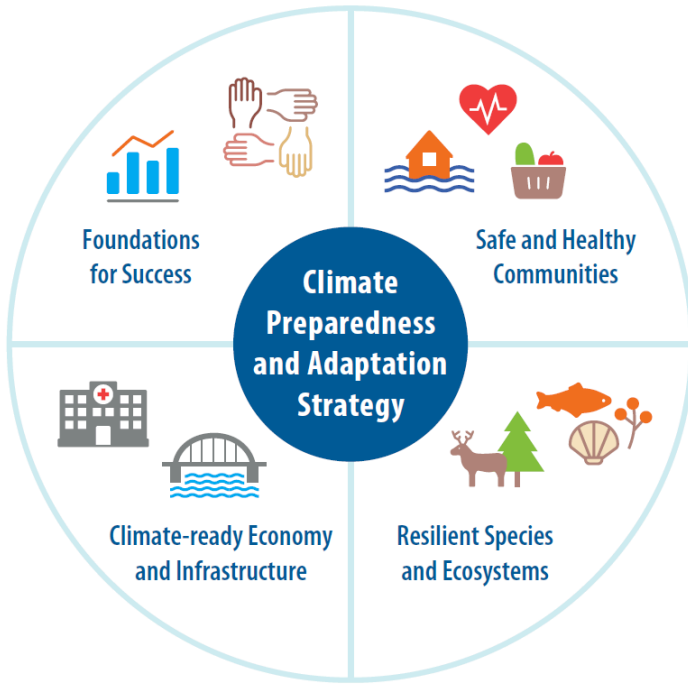 Foundations
for Success
Safe and Healthy
Communities
Climate
Preparedness
and Adaptation
Strategy
Climate-ready Economy
and Infrastructure
Resilient Species
and Ecosystems